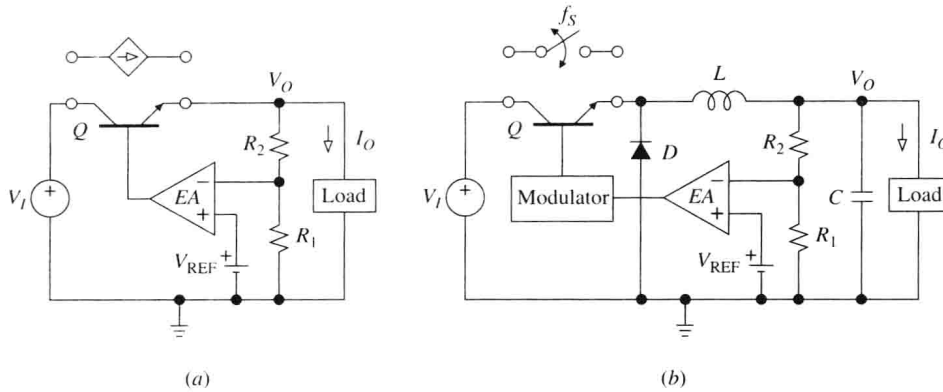 V_O
Q
R_2
I_O
V_I
+
EA
−
+
Load
R_1
V_REF
+
(a)
f_S
L
V_O
Q
D
R_2
I_O
V_I
+
Modulator
EA
−
+
C
Load
R_1
V_REF
+
(b)